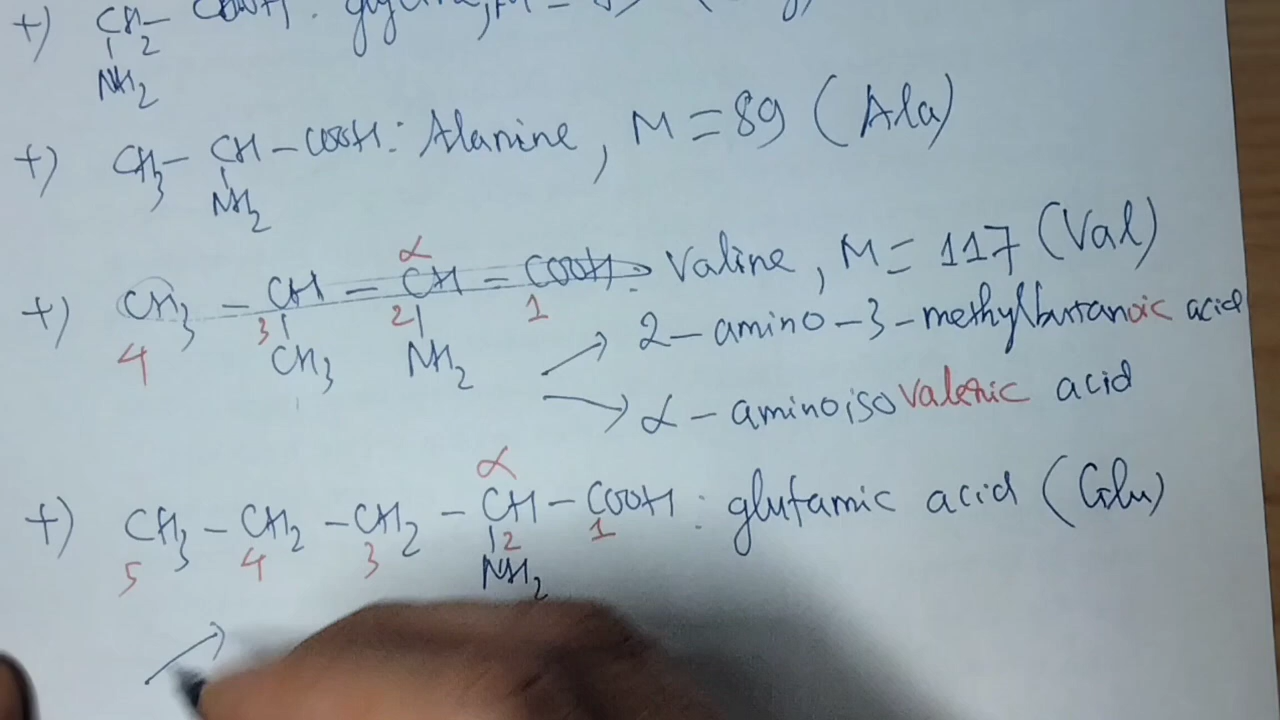 +) CH2 - COOH : glycine, M =
NH2
+) CH3 - CH - COOH : Alanine, M = 89 (Ala)
NH2
α
+) CH3 - CH - CH - COOH : Valine, M = 117 (Val)
4 3 2 1
CH3 NH2
→ 2-amino-3-methylbutanoic acid
→ α-aminoisovaleric acid
α
+) CH3 - CH2 - CH2 - CH - COOH : glutamic acid (Glu)
5 4 3 2 1
NH2